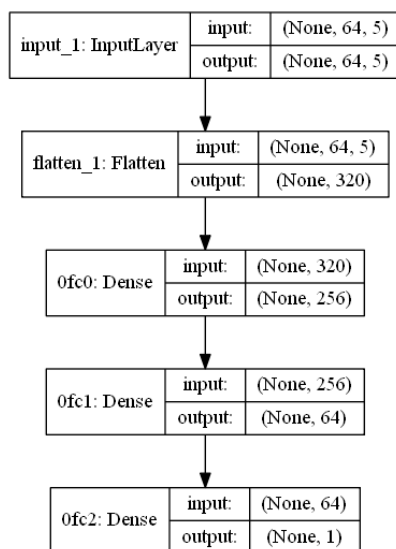 input_1: InputLayer input: (None, 64, 5)
output: (None, 64, 5)
flatten_1: Flatten input: (None, 64, 5)
output: (None, 320)
0fc0: Dense input: (None, 320)
output: (None, 256)
0fc1: Dense input: (None, 256)
output: (None, 64)
0fc2: Dense input: (None, 64)
output: (None, 1)